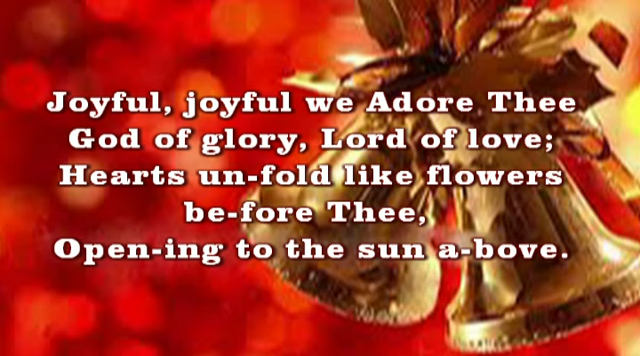 Joyful, joyful we Adore Thee
God of glory, Lord of love;
Hearts un-fold like flowers
be-fore Thee,
Open-ing to the sun a-bove.